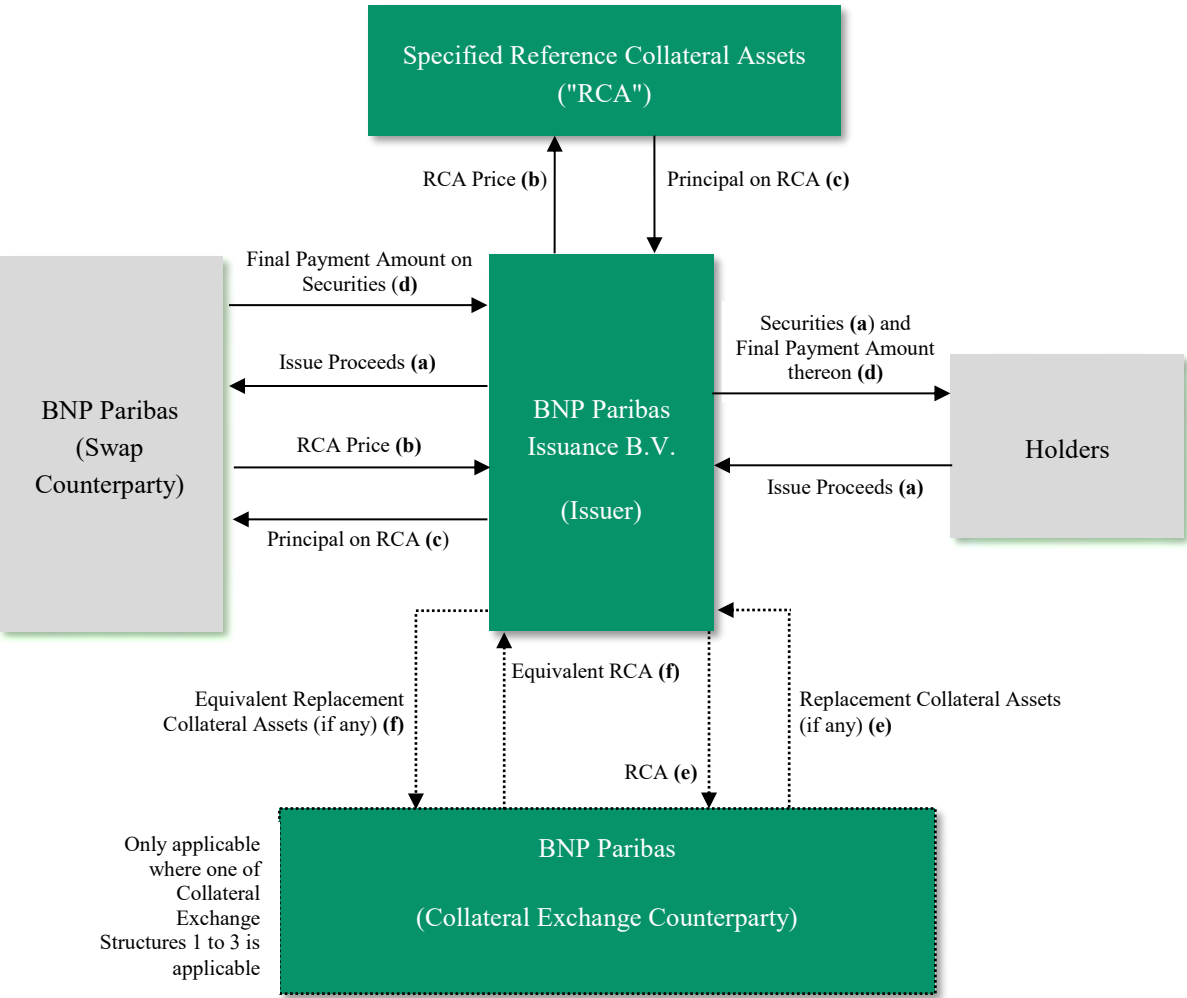 Specified Reference Collateral Assets
("RCA")
RCA Price (b)
Principal on RCA (c)
Final Payment Amount on
Securities (d)
Issue Proceeds (a)
RCA Price (b)
Principal on RCA (c)
BNP Paribas
(Swap
Counterparty)
BNP Paribas
Issuance B.V.
(Issuer)
Securities (a) and
Final Payment Amount
thereon (d)
Issue Proceeds (a)
Holders
Equivalent Replacement
Collateral Assets (if any) (f)
Equivalent RCA (f)
RCA (e)
Replacement Collateral Assets
(if any) (e)
Only applicable
where one of
Collateral
Exchange
Structures 1 to 3 is
applicable
BNP Paribas
(Collateral Exchange Counterparty)